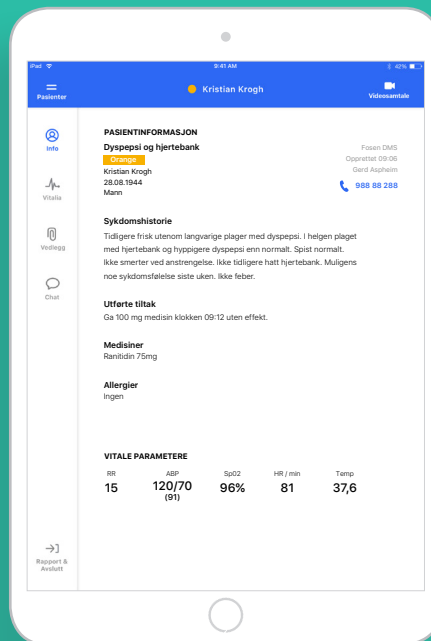 iPad
9:41 AM
42%
Pasienter
Kristian Krogh
Videosamtale
Info
Vitalia
Vedlegg
Chat
Rapport &
Avslutt
PASIENTINFORMASJON
Dyspepsi og hjertebank
Orange
Kristian Krogh
28.08.1944
Mann
Fosen DMS
Opprettet 09:06
Gerd Aspheim
988 88 288
Sykdomshistorie
Tidligere frisk utenom langvarige plager med dyspepsi. I helgen plaget
med hjertebank og hyppigere dyspepsi enn normalt. Spist normalt.
Ikke smerter ved anstrengelse. Ikke tidligere hatt hjertebank. Muligens
noe sykdomsfølelse siste uken. Ikke feber.
Utførte tiltak
Ga 100 mg medisin klokken 09:12 uten effekt.
Medisiner
Ranitidin 75mg
Allergier
Ingen
VITALE PARAMETERE
RR ABP Sp02 HR / min Temp
15 120/70 96% 81 37,6
(91)